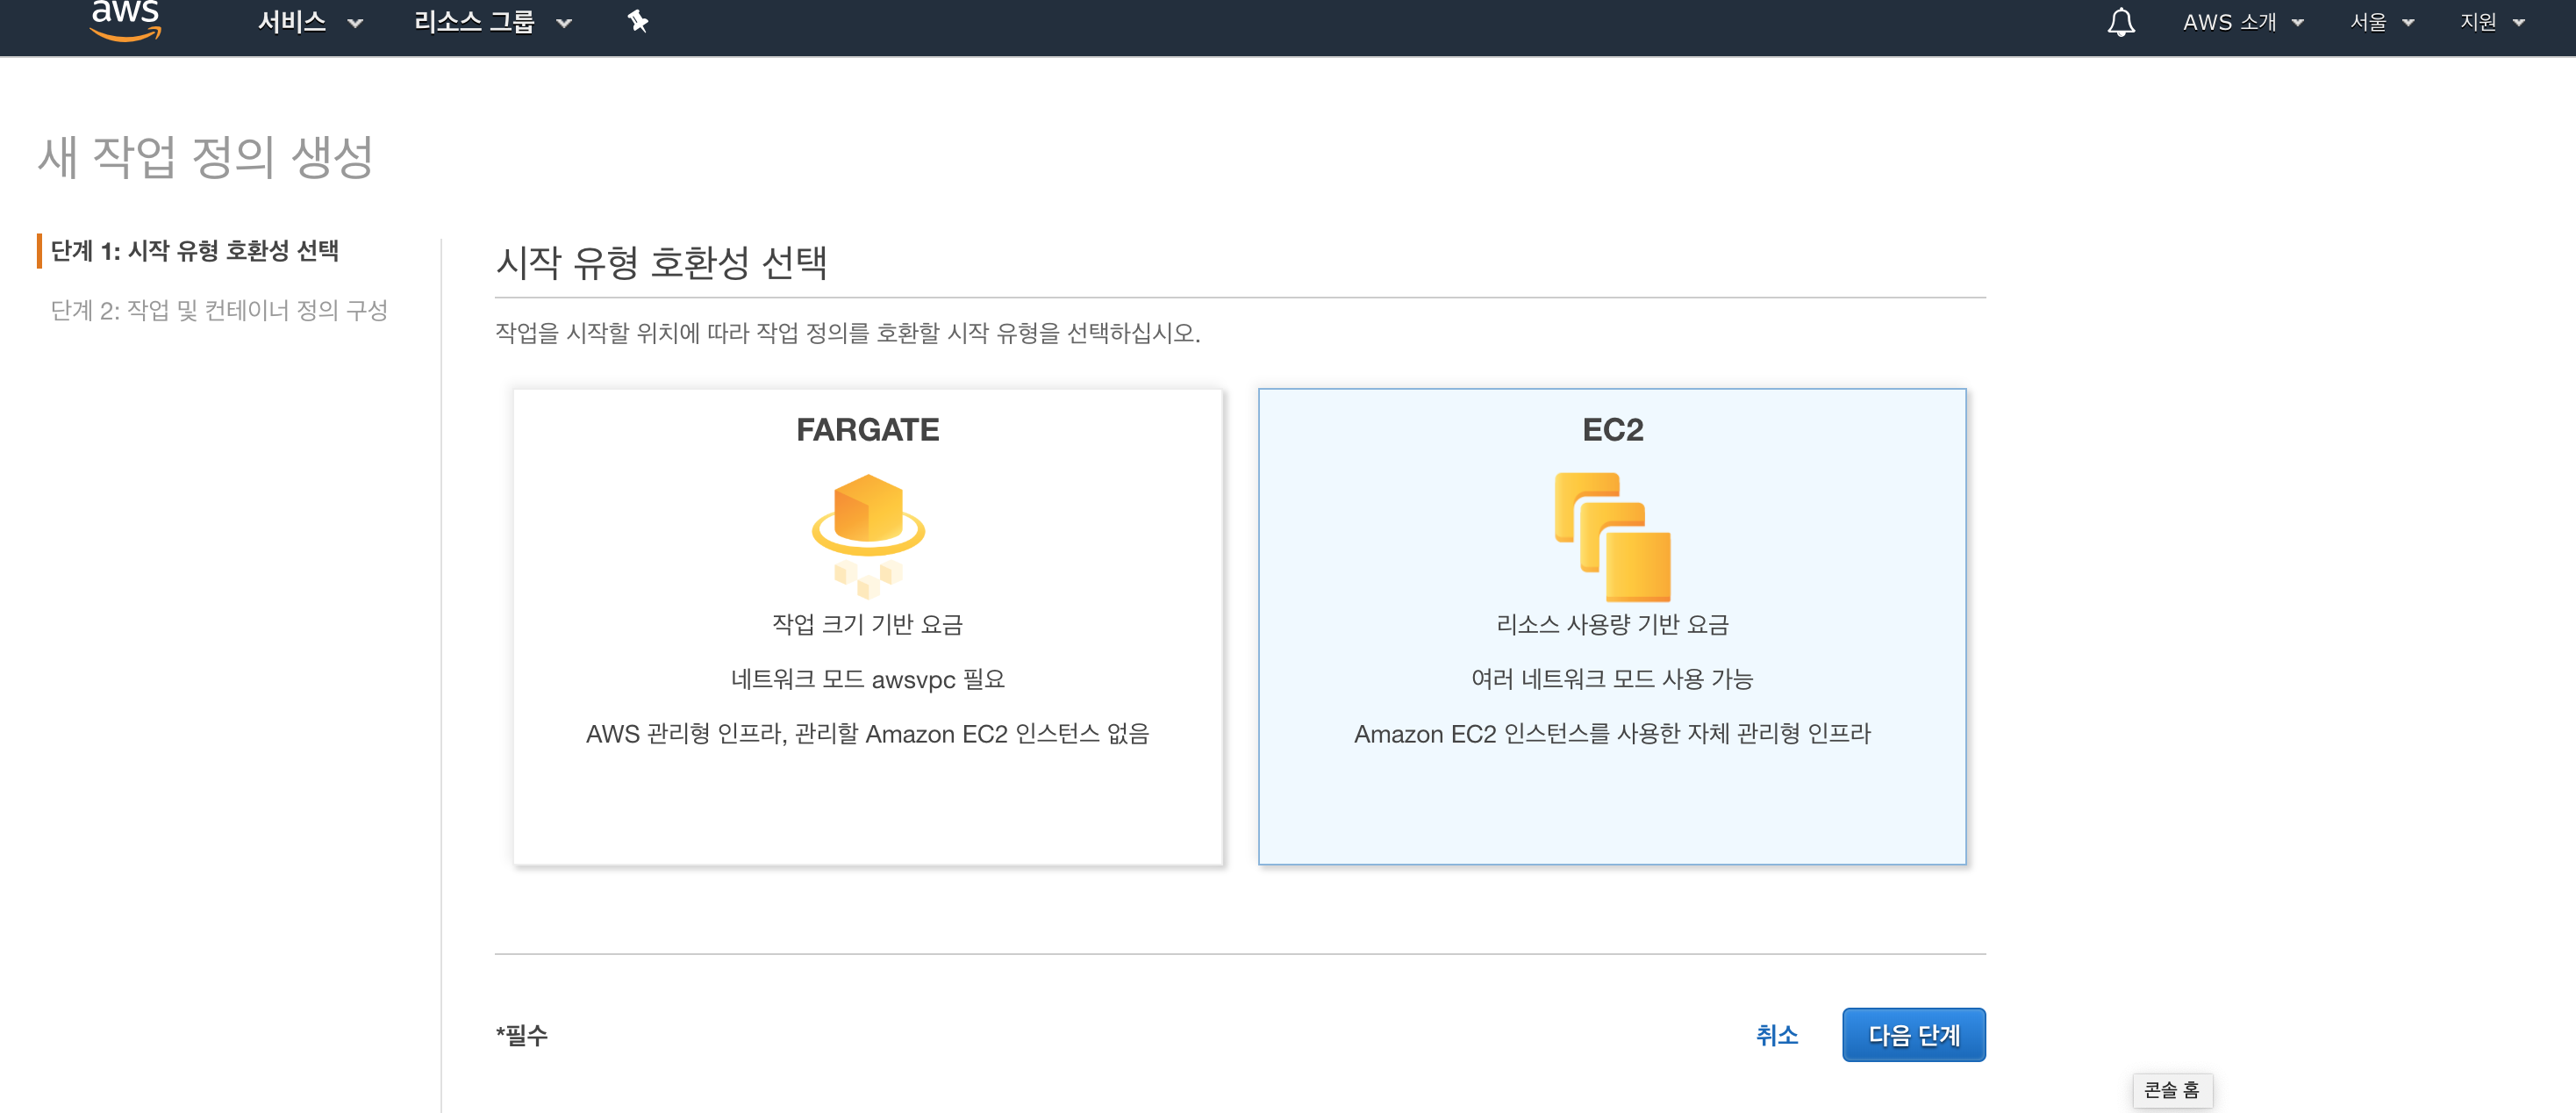 aws
서비스
리소스 그룹
AWS 소개
서울
지원
새 작업 정의 생성
단계 1: 시작 유형 호환성 선택
단계 2: 작업 및 컨테이너 정의 구성
시작 유형 호환성 선택
작업을 시작할 위치에 따라 작업 정의를 호환할 시작 유형을 선택하십시오.
FARGATE
작업 크기 기반 요금
네트워크 모드 awsvpc 필요
AWS 관리형 인프라, 관리할 Amazon EC2 인스턴스 없음
EC2
리소스 사용량 기반 요금
여러 네트워크 모드 사용 가능
Amazon EC2 인스턴스를 사용한 자체 관리형 인프라
*필수
취소
다음 단계
콘솔 홈